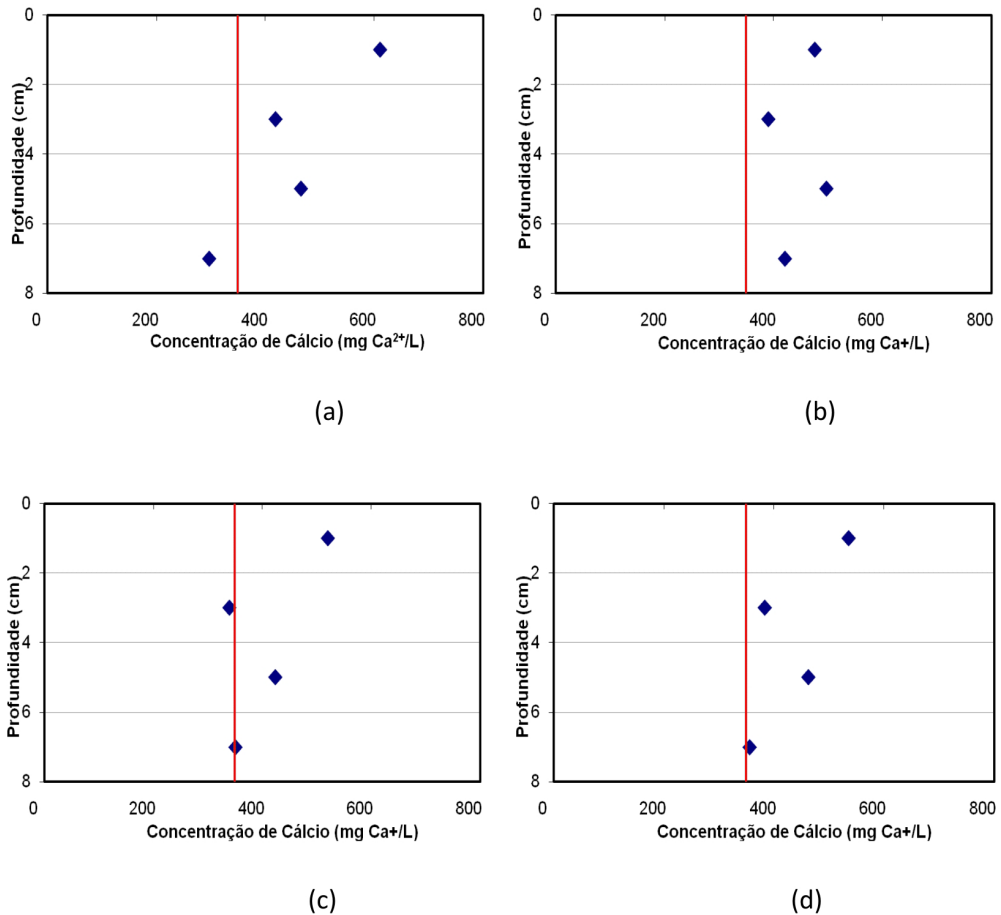 0
2
4
6
8
Profundidade (cm)
0 200 400 600 800
Concentração de Cálcio (mg Ca²⁺/L)
(a)
0
2
4
6
8
Profundidade (cm)
0 200 400 600 800
Concentração de Cálcio (mg Ca+/L)
(b)
0
2
4
6
8
Profundidade (cm)
0 200 400 600 800
Concentração de Cálcio (mg Ca+/L)
(c)
0
2
4
6
8
Profundidade (cm)
0 200 400 600 800
Concentração de Cálcio (mg Ca+/L)
(d)